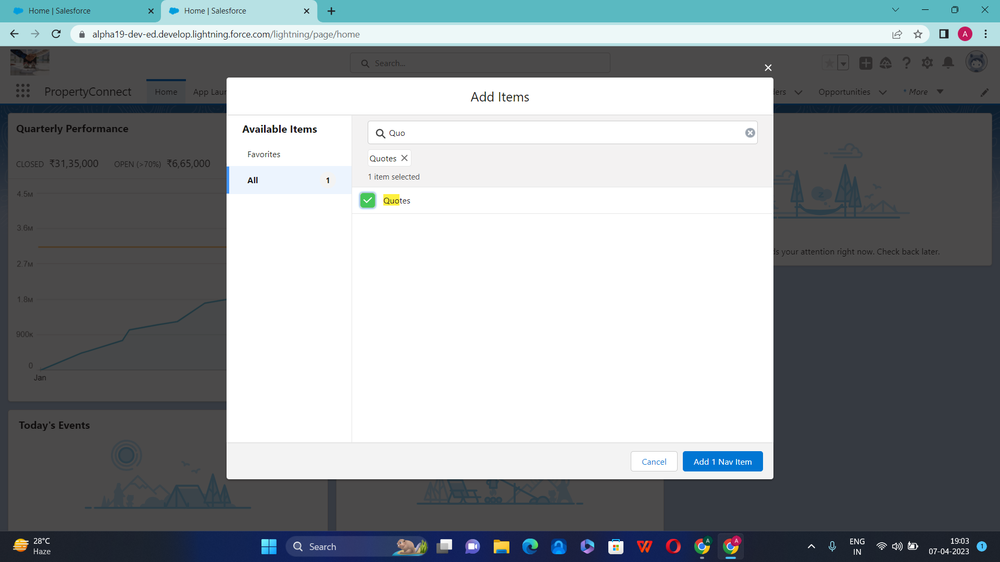 Home | Salesforce
Home | Salesforce
alpha19-dev-ed.develop.lightning.force.com/lightning/page/home
A
Search...
PropertyConnect
Home
App Laun
ders
Opportunities
* More
Add Items
Quarterly Performance
CLOSED ₹31,35,000 OPEN (>70%) ₹6,65,000
4.5M
3.6M
2.7M
1.8M
900K
0
Jan
Available Items
Favorites
All 1
Quo
Quotes
1 item selected
Quotes
ds your attention right now. Check back later.
Cancel
Add 1 Nav Item
Today's Events
28°C
Haze
Search
A
A
ENG
IN
19:03
07-04-2023
1